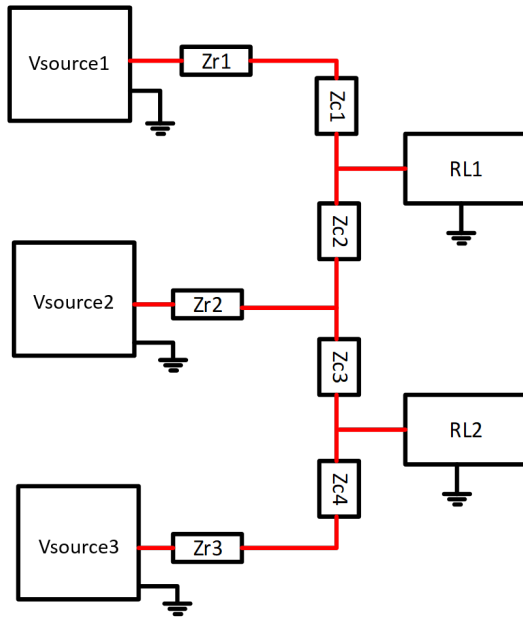 Vsource1
Zr1
Zc1
RL1
Zc2
Vsource2
Zr2
Zc3
RL2
Zc4
Vsource3
Zr3